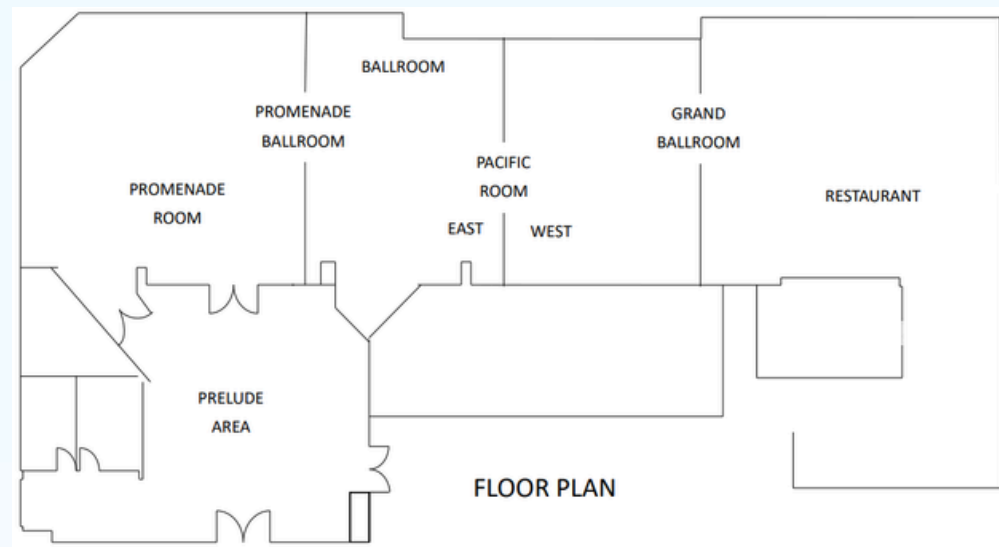 BALLROOM
PROMENADE
BALLROOM
GRAND
BALLROOM
PACIFIC
ROOM
PROMENADE
ROOM
RESTAURANT
EAST
WEST
PRELUDE
AREA
FLOOR PLAN